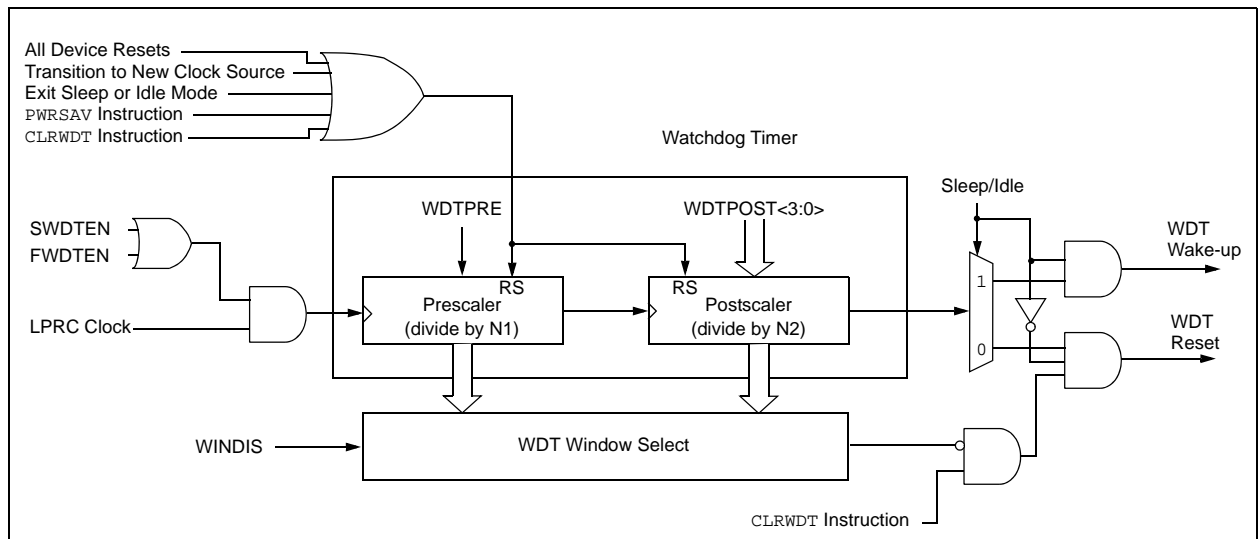 All Device Resets
Transition to New Clock Source
Exit Sleep or Idle Mode
PWRSAV Instruction
CLRWDT Instruction
Watchdog Timer
Sleep/Idle
WDTPRE
WDTPOST<3:0>
SWDTEN
FWDTEN
WDT
Wake-up
RS
RS
1
Prescaler
(divide by N1)
Postscaler
(divide by N2)
LPRC Clock
0
WDT
Reset
WINDIS
WDT Window Select
CLRWDT Instruction